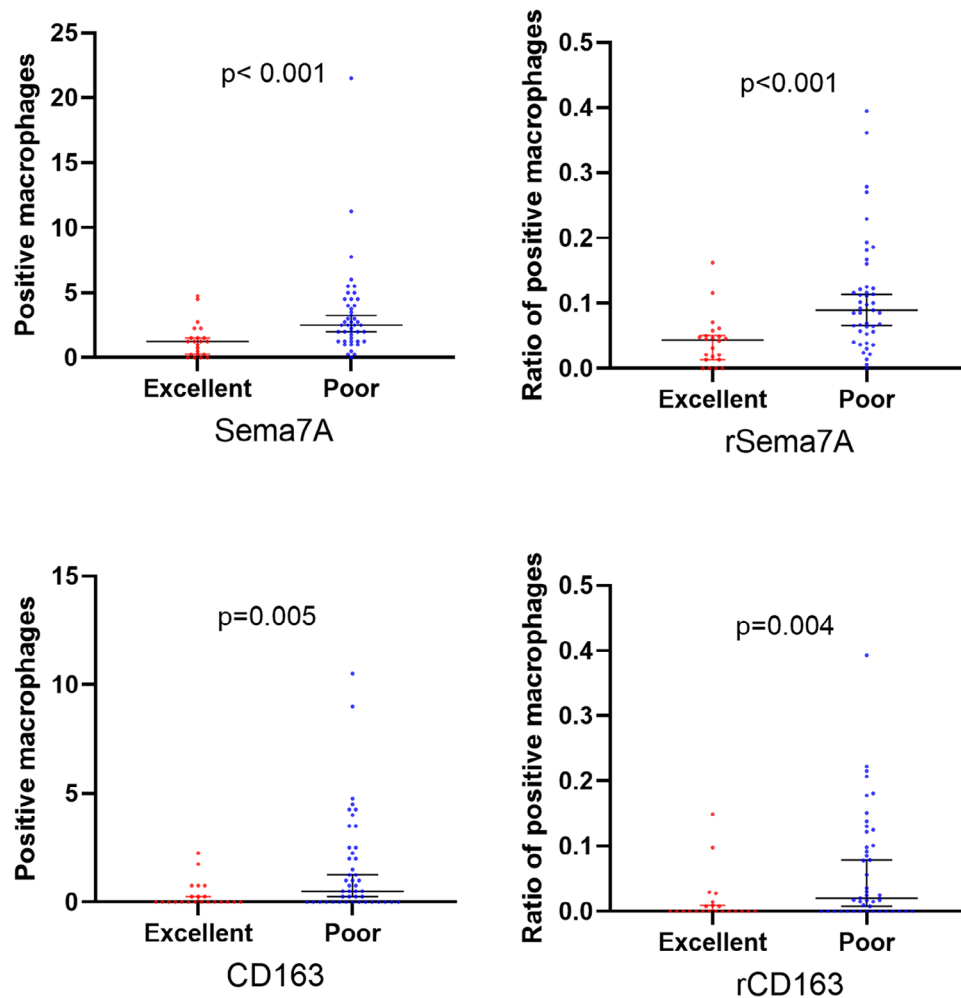 Positive macrophages
25
20
15
10
5
0
p< 0.001
Excellent
Poor
Sema7A
Ratio of positive macrophages
0.5
0.4
0.3
0.2
0.1
0.0
p<0.001
Excellent
Poor
rSema7A
Positive macrophages
15
10
5
0
p=0.005
Excellent
Poor
CD163
Ratio of positive macrophages
0.5
0.4
0.3
0.2
0.1
0.0
p=0.004
Excellent
Poor
rCD163